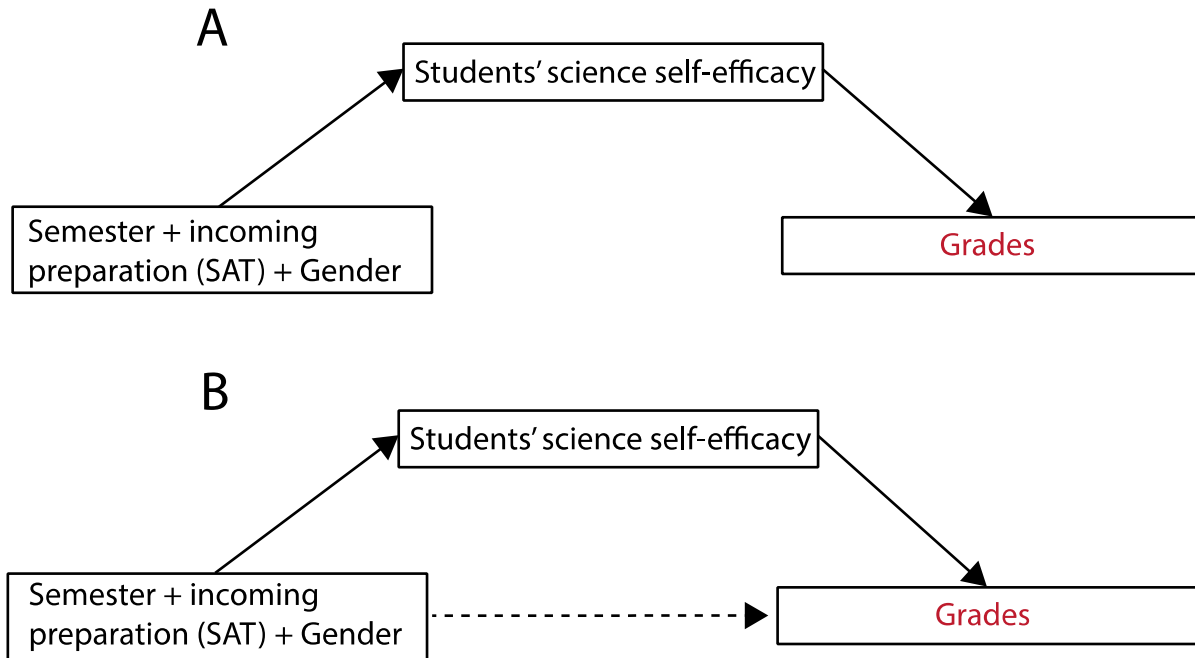 A
Students’ science self-efficacy
Semester + incoming
preparation (SAT) + Gender
Grades
B
Students’ science self-efficacy
Semester + incoming
preparation (SAT) + Gender
Grades